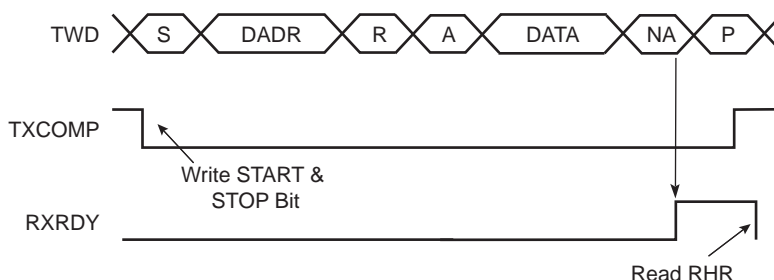 TWD S DADR R A DATA NA P
TXCOMP
Write START &
STOP Bit
RXRDY
Read RHR